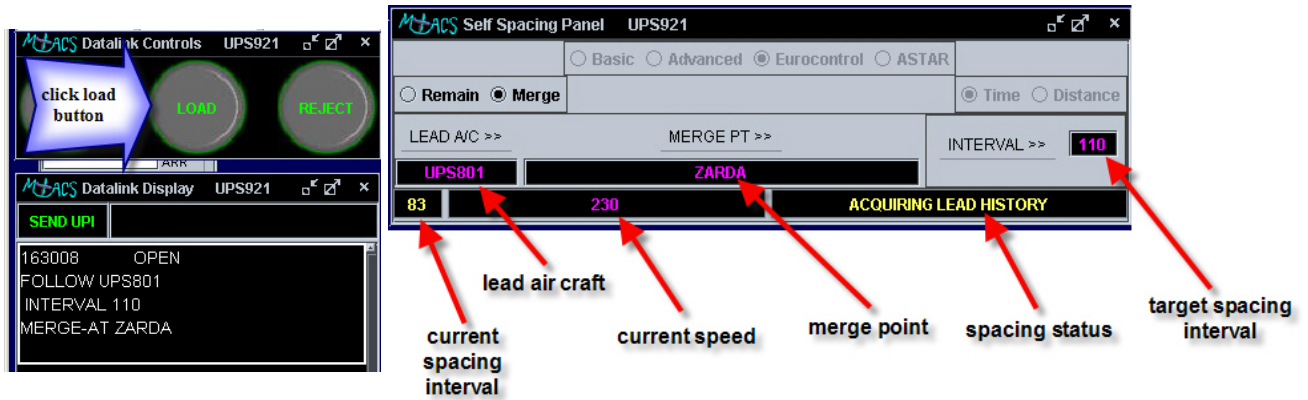 MACS Datalink Controls UPS921
click load
button
LOAD
REJECT
ARR
MACS Datalink Display UPS921
SEND UPI
163008 OPEN
FOLLOW UPS801
INTERVAL 110
MERGE-AT ZARDA
MACS Self Spacing Panel UPS921
Basic Advanced Eurocontrol ASTAR
Remain Merge Time Distance
LEAD A/C >> MERGE PT >> INTERVAL >> 110
UPS801 ZARDA
83 230 ACQUIRING LEAD HISTORY
lead air craft
current
spacing
interval
current speed
merge point
spacing status
target spacing
interval